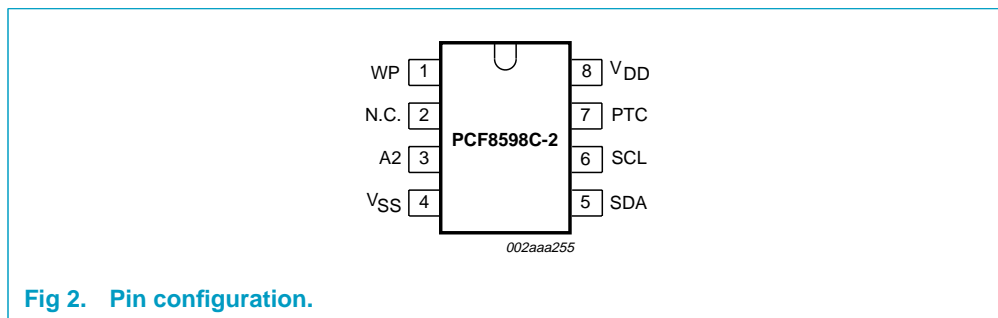 WP 1 8 VDD
N.C. 2 7 PTC
PCF8598C-2
A2 3 6 SCL
VSS 4 5 SDA
002aaa255
Fig 2. Pin configuration.